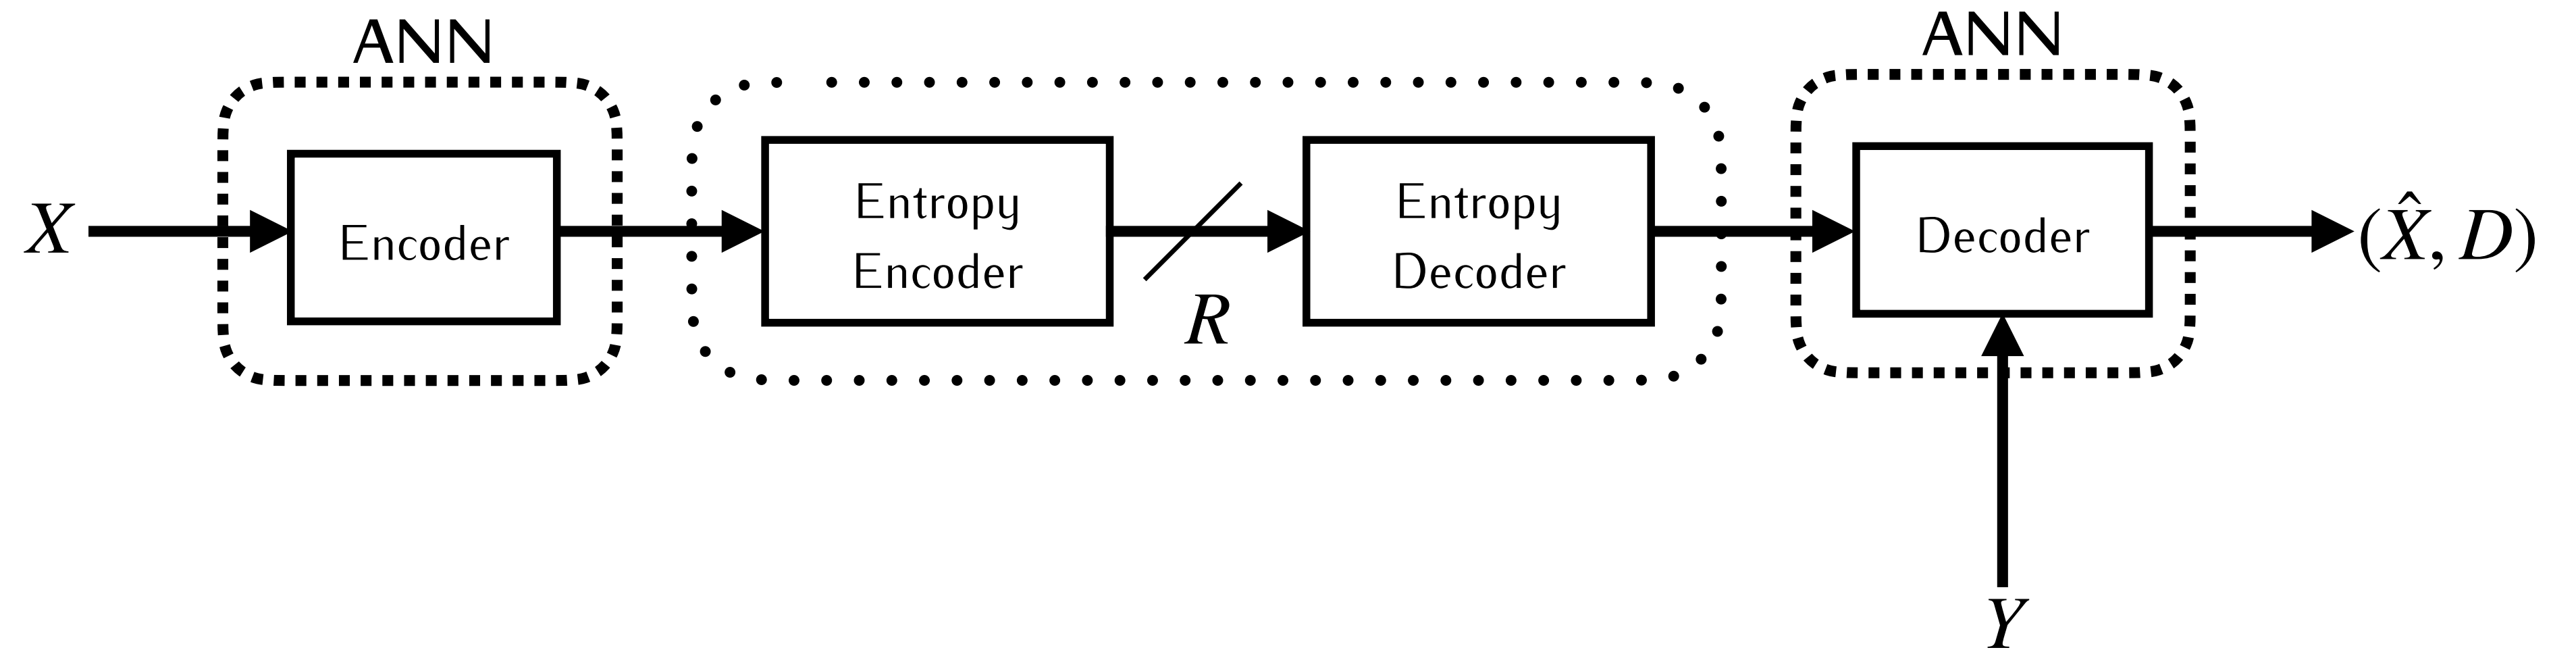 ANN
ANN
X
Encoder
Entropy
Encoder
R
Entropy
Decoder
Decoder
(X̂, D)
Y